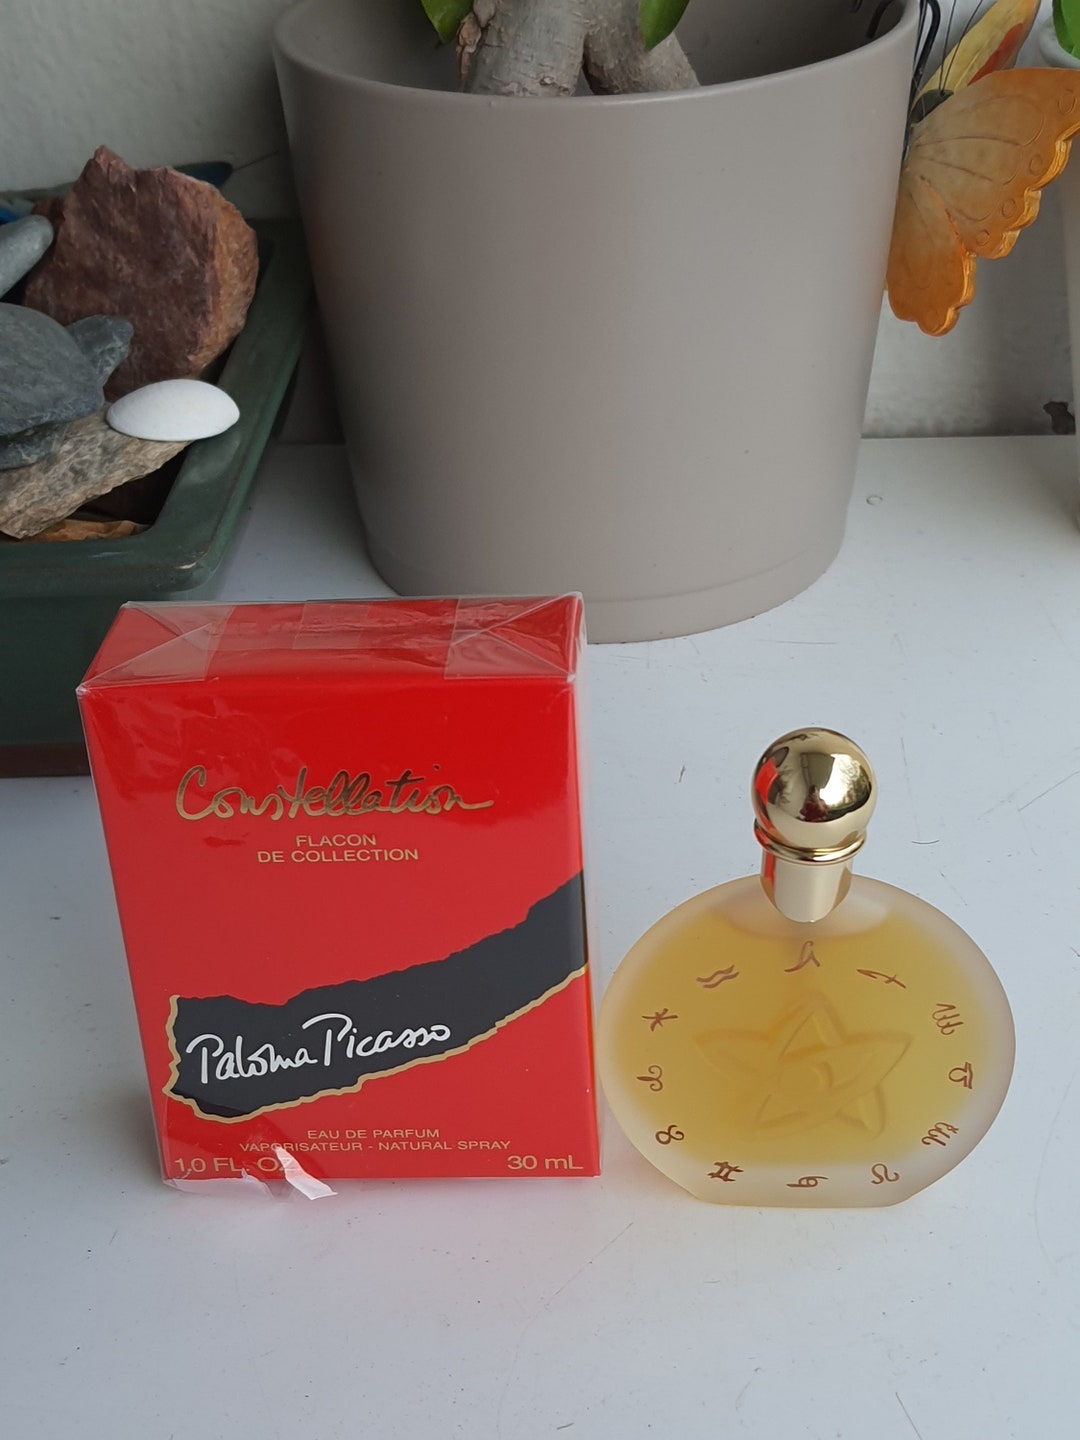 Constellation
FLACON
DE COLLECTION
Paloma Picasso
EAU DE PARFUM
VAPORISATEUR - NATURAL SPRAY
1.0 FL. OZ
30 mL